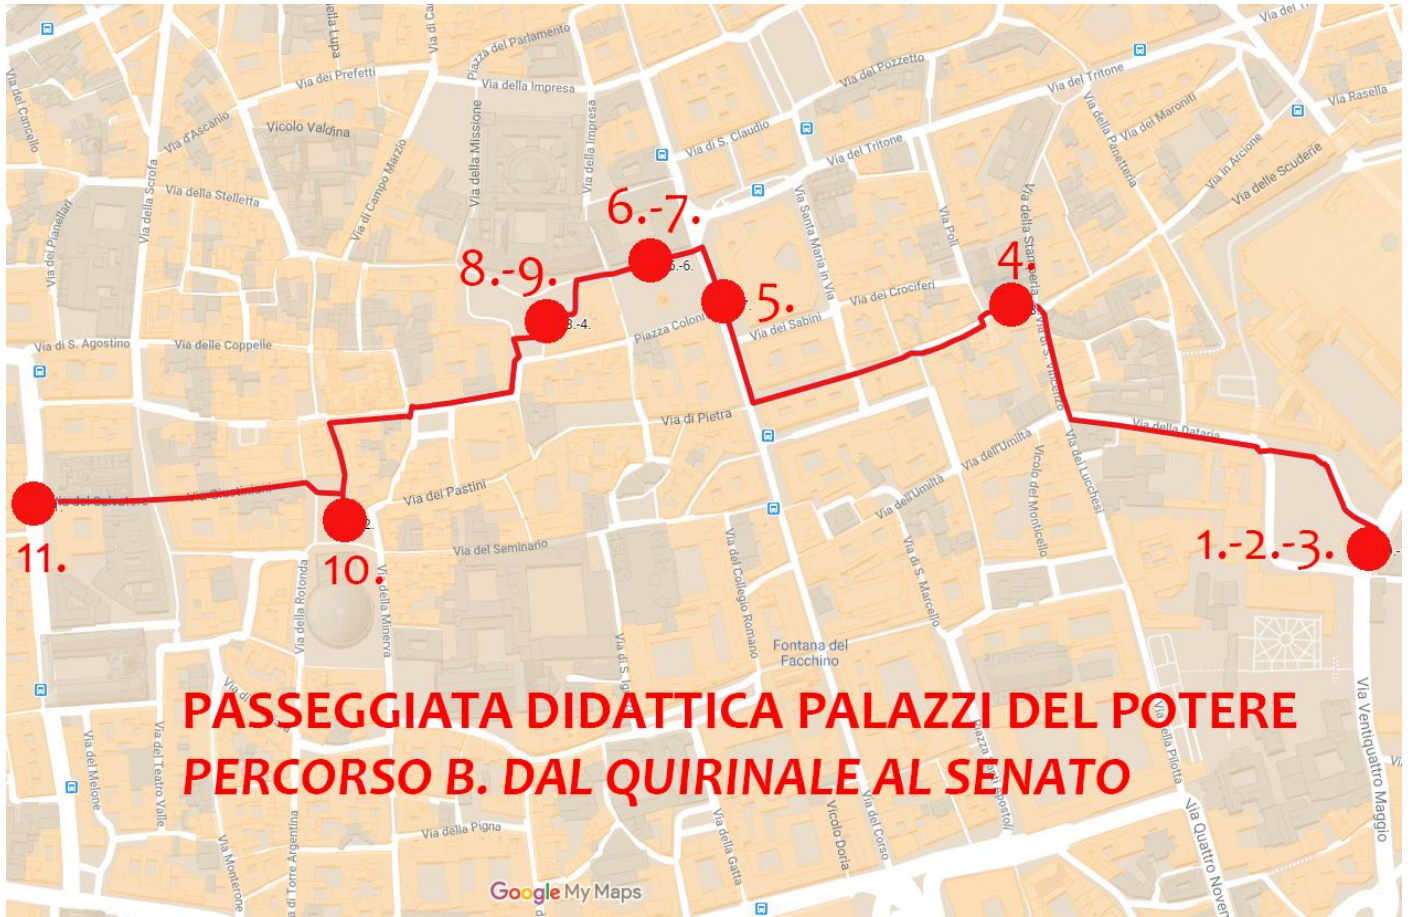 Via dei Prefetti
Piazza del Parlamento
Via della Impresa
Via del Pozzetto
Via del Tritone
Via Rasella
Via del Cancello
Via d'Ascanio
Vicolo Valdina
Via di Campo Marzio
Via della Missione
Via della Impresa
Via di S. Claudio
Via del Tritone
Via della Panetteria
Via dei Maroniti
Via in Arcione
Via delle Scuderie
Via dei Pianellari
Via della Scrofa
Via della Stelletta
6.-7.
8.-9.
5.
4.
Via Santa Maria in Via
Via Poli
Via della Stamperia
Via dei Crociferi
Via dei Sabini
Piazza Colonna
Via di S. Agostino
Via delle Coppelle
Via di S. Vincenzo
Via di Pietra
Via della Dataria
Via dell'Umiltà
Via dell'Umiltà
Vicolo del Monticello
Via dei Lucchesi
Via del Salvatore
Via Giustiniani
Via dei Pastini
Via del Seminario
1.-2.-3.
11.
10.
Via della Rotonda
Via della Minerva
Via del Collegio Romano
Via di S. Marcello
Fontana del
Facchino
PASSEGGIATA DIDATTICA PALAZZI DEL POTERE
PERCORSO B. DAL QUIRINALE AL SENATO
Via del Melone
Via del Teatro Valle
Via Monterone
Via della Pigna
Via della Gatta
Vicolo Doria
Via del Corso
Via della Pilotta
Via Ventiquattro Maggio
Google My Maps